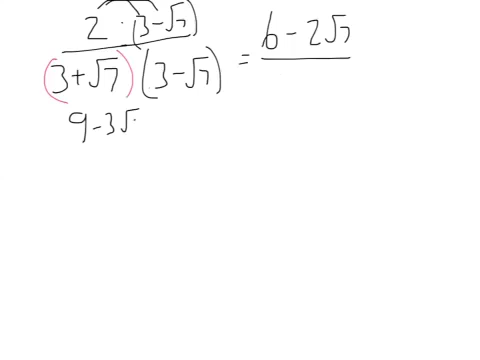 2 · (3-√7)
(3+√7) (3-√7) = 6-2√7
9-3√